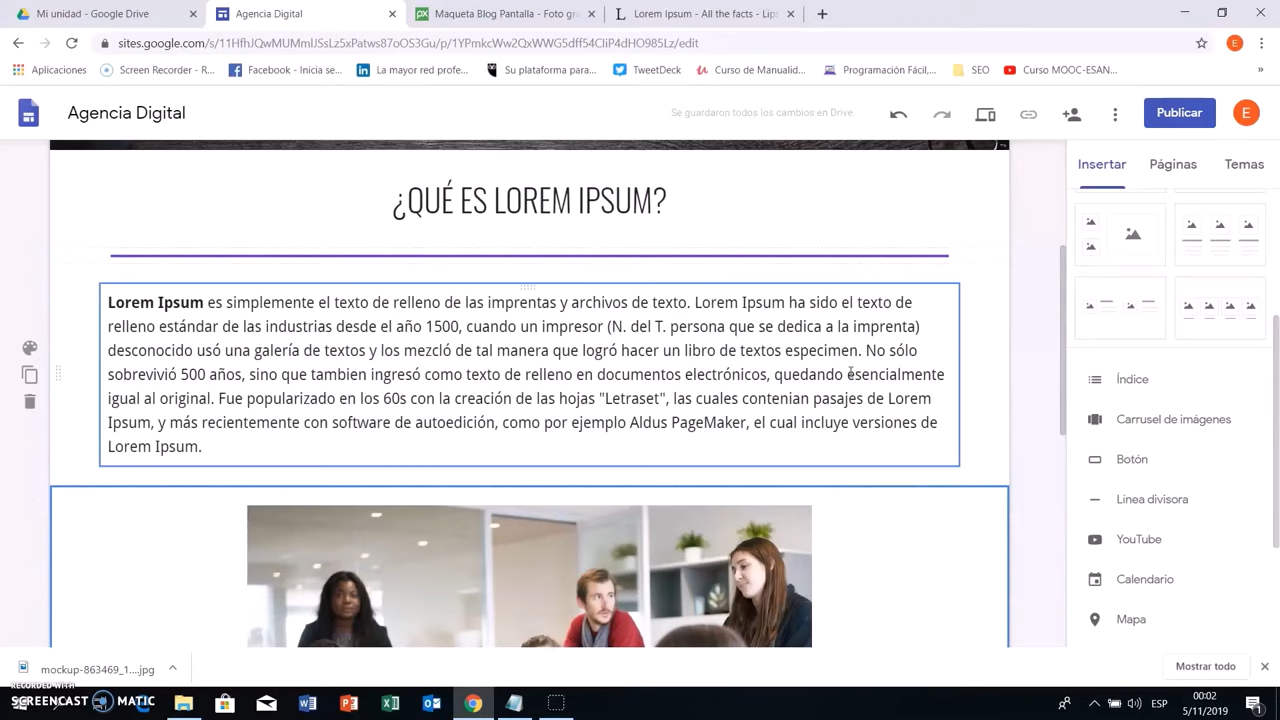 Mi unidad - Google Drive
Agencia Digital
Maqueta Blog Pantalla - Foto gra
Lorem Ipsum - All the facts - Lips
sites.google.com/s/11HfhJQwMUMmlJSsLz5xPatws87oOS3Gu/p/1YPmkcWw2QxWWG5dff54CliP4dHO985Lz/edit
Aplicaciones
Screen Recorder - R...
Facebook - Inicia se...
La mayor red profe...
Su plataforma para...
TweetDeck
Curso de Manualid...
Programación Fácil,...
SEO
Curso MOOC-ESAN...
»
Agencia Digital
Se guardaron todos los cambios en Drive.
Publicar
E
Insertar
Páginas
Temas
¿QUÉ ES LOREM IPSUM?
Lorem Ipsum es simplemente el texto de relleno de las imprentas y archivos de texto. Lorem Ipsum ha sido el texto de
relleno estándar de las industrias desde el año 1500, cuando un impresor (N. del T. persona que se dedica a la imprenta)
desconocido usó una galería de textos y los mezcló de tal manera que logró hacer un libro de textos especimen. No sólo
sobrevivió 500 años, sino que tambien ingresó como texto de relleno en documentos electrónicos, quedando esencialmente
igual al original. Fue popularizado en los 60s con la creación de las hojas "Letraset", las cuales contenian pasajes de Lorem
Ipsum, y más recientemente con software de autoedición, como por ejemplo Aldus PageMaker, el cual incluye versiones de
Lorem Ipsum.
Índice
Carrusel de imágenes
Botón
Línea divisora
YouTube
Calendario
Mapa
mockup-863469_1....jpg
Mostrar todo
RECORDED WITH
SCREENCAST MATIC
ESP
00:02
5/11/2019